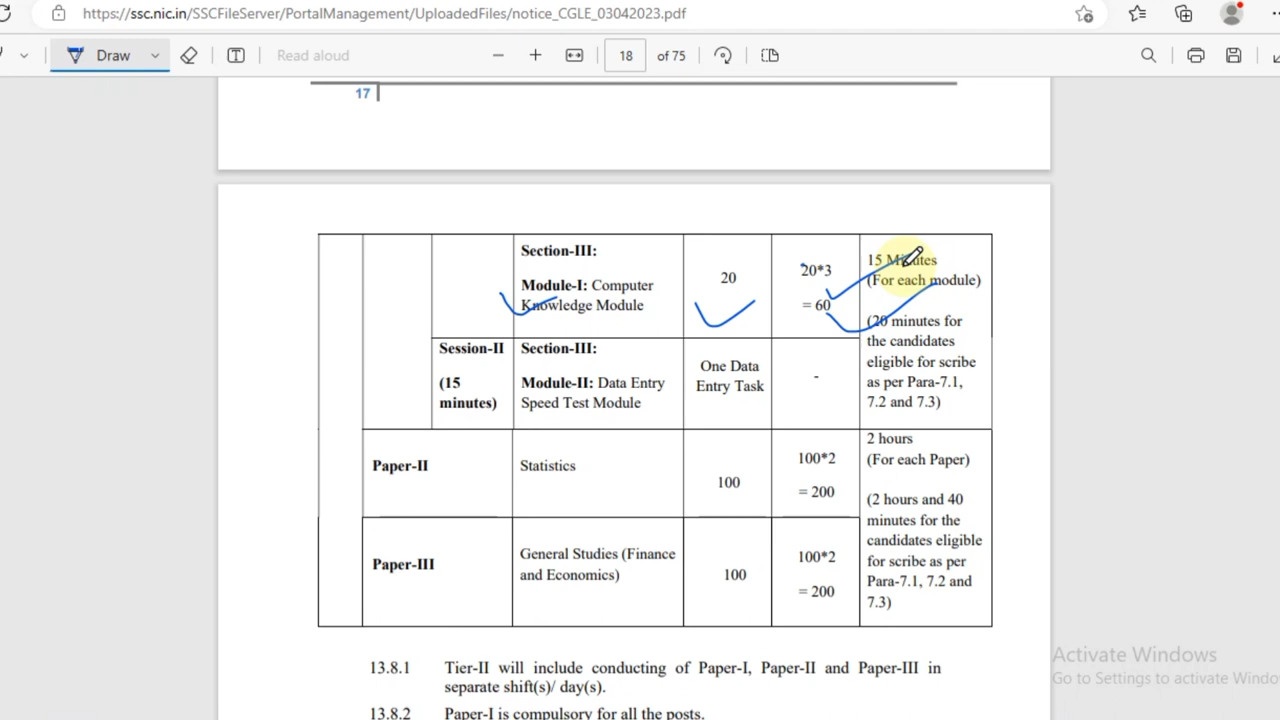 https://ssc.nic.in/SSCFileServer/PortalManagement/UploadedFiles/notice_CGLE_03042023.pdf
Draw
Read aloud
18 of 75
17
Section-III:
Module-I: Computer
Knowledge Module
20
20*3
= 60
15 Minutes
(For each module)
(20 minutes for
the candidates
eligible for scribe
as per Para-7.1,
7.2 and 7.3)
Session-II
(15
minutes)
Section-III:
Module-II: Data Entry
Speed Test Module
One Data
Entry Task
-
Paper-II
Statistics
100
100*2
= 200
2 hours
(For each Paper)
(2 hours and 40
minutes for the
candidates eligible
for scribe as per
Para-7.1, 7.2 and
7.3)
Paper-III
General Studies (Finance
and Economics)
100
100*2
= 200
13.8.1 Tier-II will include conducting of Paper-I, Paper-II and Paper-III in
separate shift(s)/ day(s).
13.8.2 Paper-I is compulsory for all the posts.
Activate Windows
Go to Settings to activate Windo